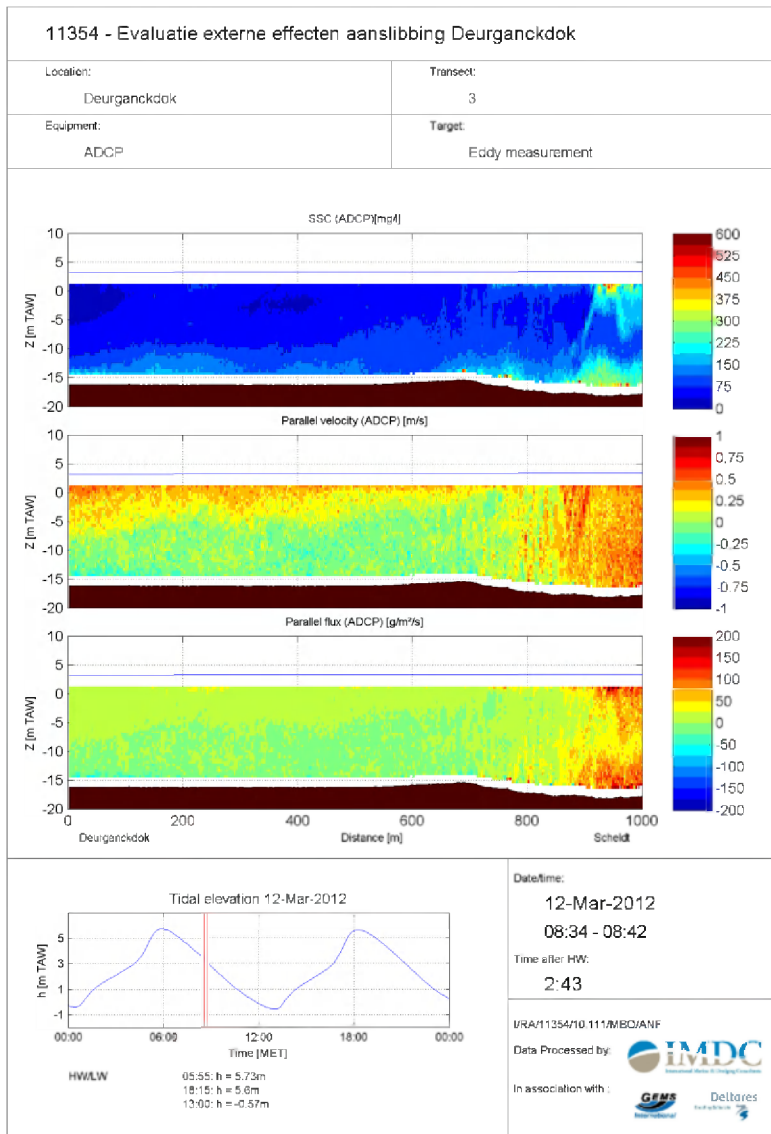 11354 - Evaluatie externe effecten aanslibbing Deurganckdok
Location:
Deurganckdok
Transect:
3
Equipment:
ADCP
Target:
Eddy measurement
SSC (ADCP)[mg/l]
10
5
0
-5
-10
-15
-20
Z [m TAW]
600
525
450
375
300
225
150
75
0
Parallel velocity (ADCP) [m/s]
10
5
0
-5
-10
-15
-20
Z [m TAW]
1
0.75
0.5
0.25
0
-0.25
-0.5
-0.75
-1
Parallel flux (ADCP) [g/m²/s]
10
5
0
-5
-10
-15
-20
Z [m TAW]
200
150
100
50
0
-50
-100
-150
-200
0 200 400 600 800 1000
Deurganckdok Distance [m] Scheldt
Tidal elevation 12-Mar-2012
h [m TAW]
5
3
1
-1
00:00 06:00 12:00 18:00 00:00
Time [MET]
HW/LW
05:55: h = 5.73m
18:15: h = 5.6m
13:00: h = -0.57m
Date/time:
12-Mar-2012
08:34 - 08:42
Time after HW:
2:43
I/RA/11354/10.111/MBO/ANF
Data Processed by:
IMDC
International Marine & Dredging Consultants
In association with :
GEMS
International
Deltares